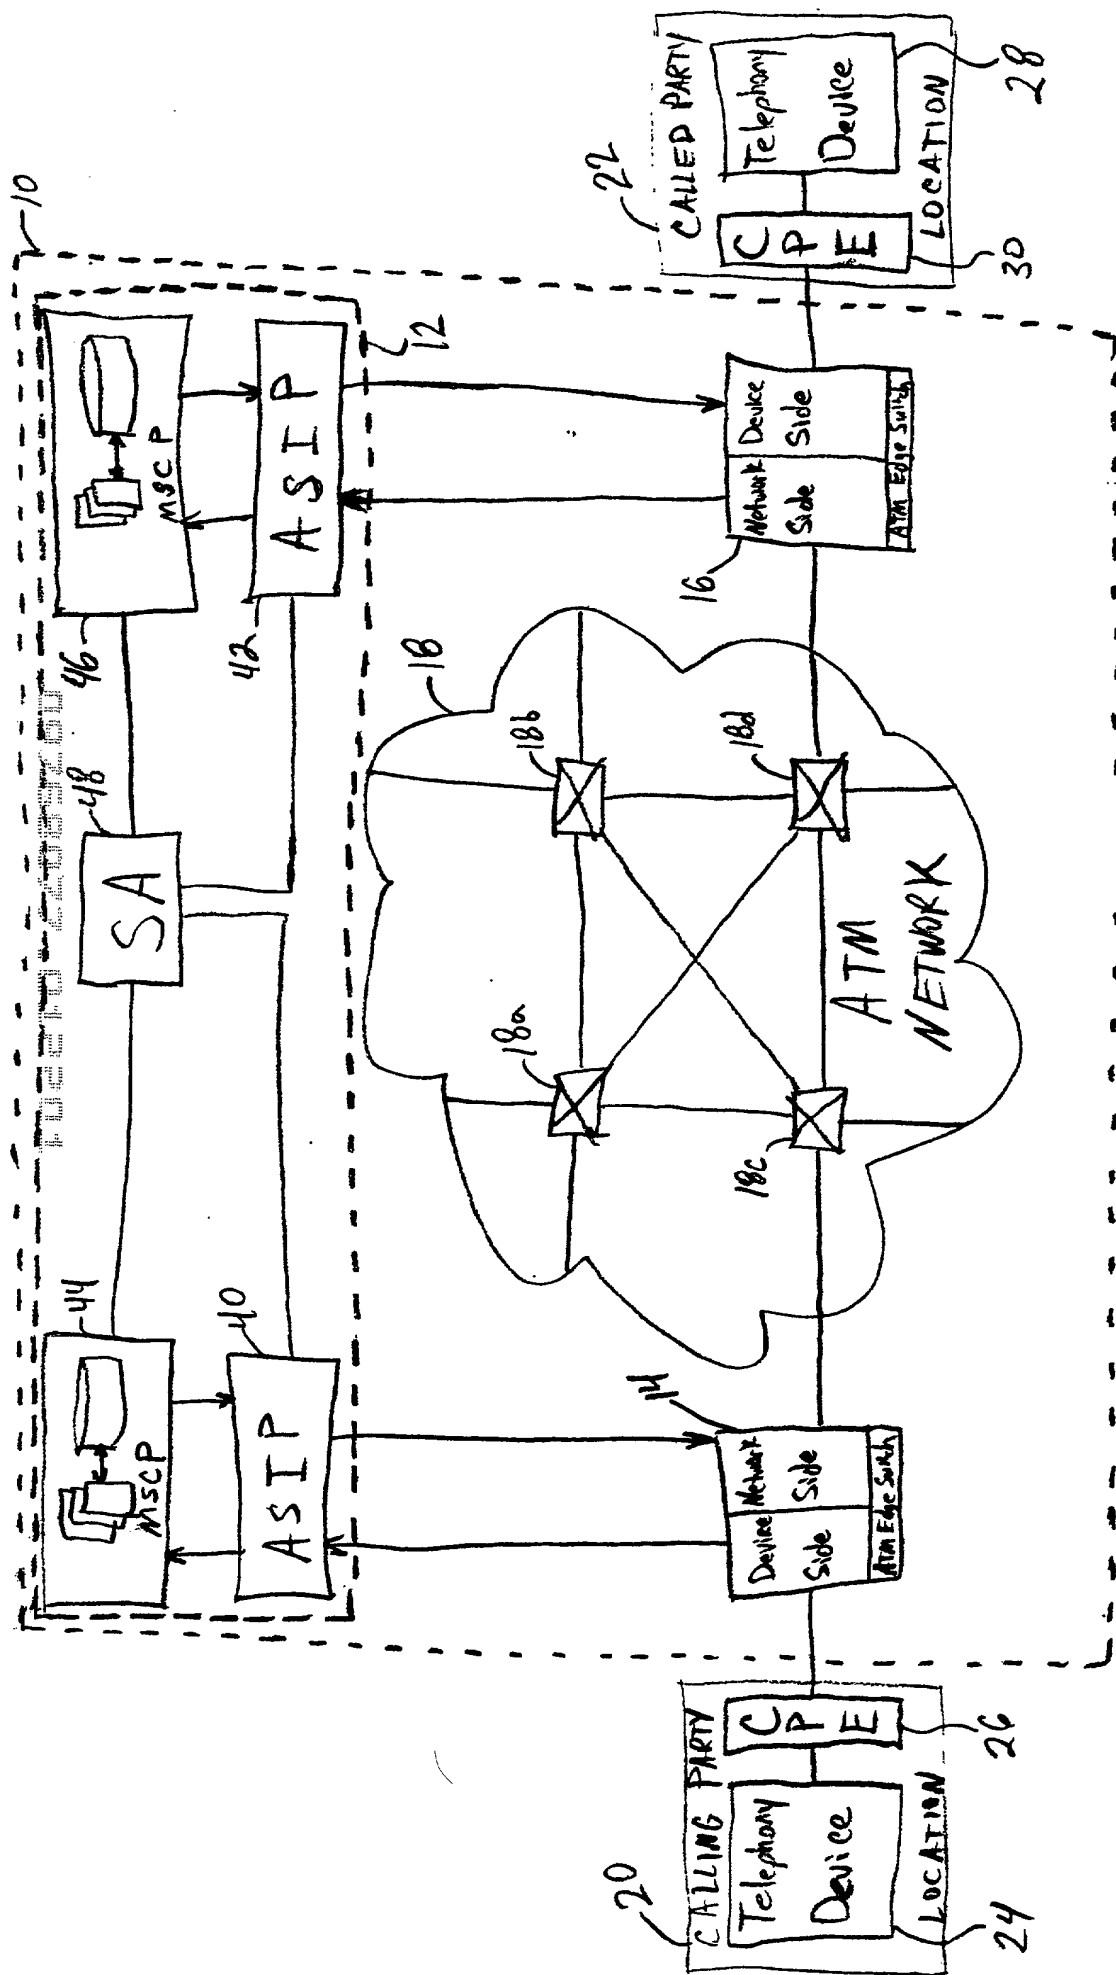 10
44
MSCP
48
SA
46
MSCP
40
ASIP
42
ASIP
12
18
ATM
NETWORK
18a
18b
18c
18d
14
Device
Side
Network
Side
ATM Edge Switch
16
Network
Side
Device
Side
ATM Edge Switch
20
CALLING PARTY
Telephony
Device
CPE
LOCATION
24
26
22
CALLED PARTY
CPE
Telephony
Device
LOCATION
30
28